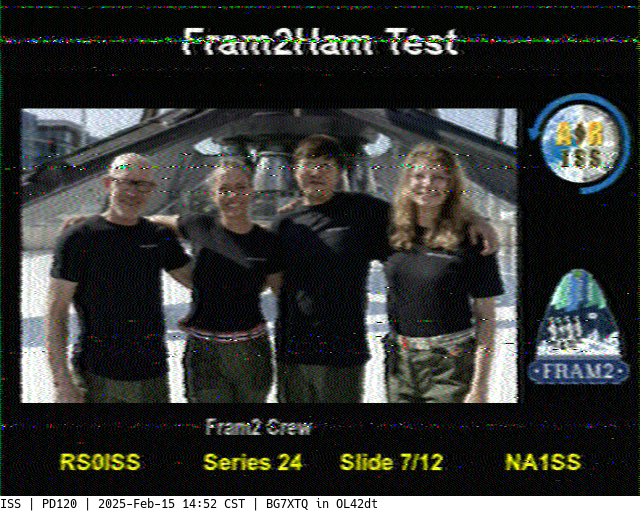 Fram2Ham Test
A R
ISS
FRAM2
Fram2 Crew
RS0ISS Series 24 Slide 7/12 NA1SS
ISS | PD120 | 2025-Feb-15 14:52 CST | BG7XTQ in OL42dt